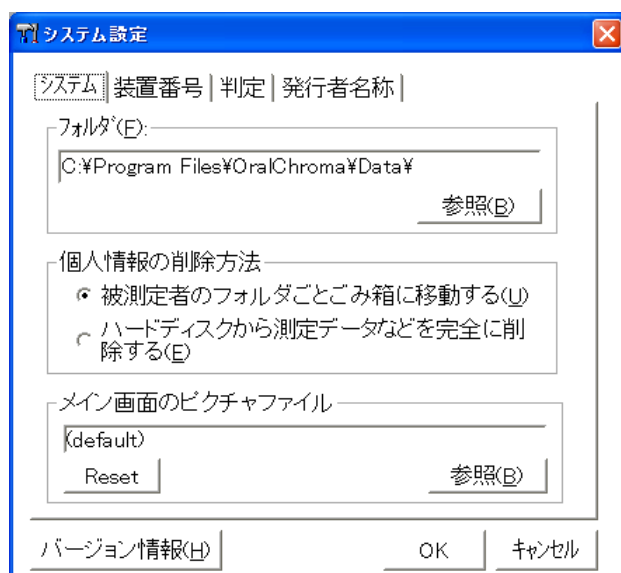 システム設定
システム 装置番号 判定 発行者名称
ﾌｫﾙﾀﾞ(F):
C:¥Program Files¥OralChroma¥Data¥
参照(B)
個人情報の削除方法
被測定者のフォルダごとごみ箱に移動する(U)
ハードディスクから測定データなどを完全に削
除する(E)
メイン画面のピクチャファイル
(default)
Reset 参照(B)
バージョン情報(H) OK ｷｬﾝｾﾙ